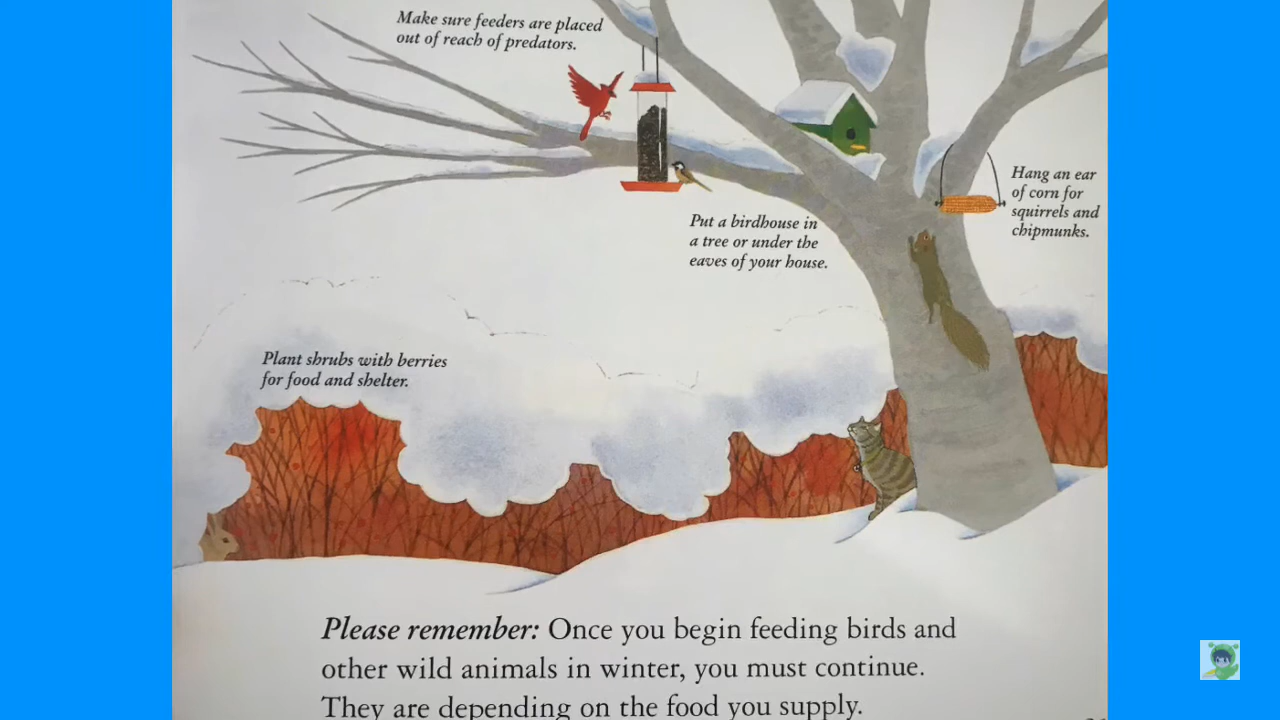 Make sure feeders are placed
out of reach of predators.
Hang an ear
of corn for
squirrels and
chipmunks.
Put a birdhouse in
a tree or under the
eaves of your house.
Plant shrubs with berries
for food and shelter.
Please remember: Once you begin feeding birds and
other wild animals in winter, you must continue.
They are depending on the food you supply.